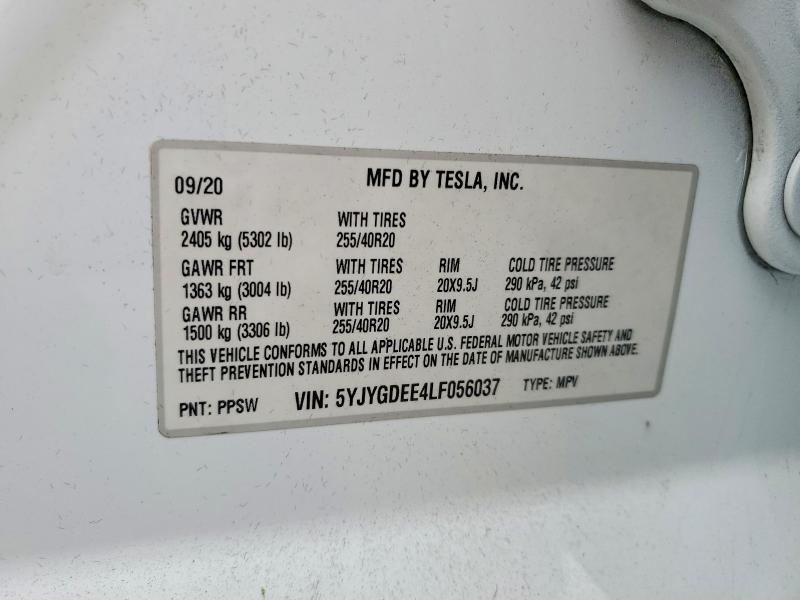 09/20 MFD BY TESLA, INC.
GVWR WITH TIRES
2405 kg (5302 lb) 255/40R20
GAWR FRT WITH TIRES RIM COLD TIRE PRESSURE
1363 kg (3004 lb) 255/40R20 20X9.5J 290 kPa, 42 psi
GAWR RR WITH TIRES RIM COLD TIRE PRESSURE
1500 kg (3306 lb) 255/40R20 20X9.5J 290 kPa, 42 psi
THIS VEHICLE CONFORMS TO ALL APPLICABLE U.S. FEDERAL MOTOR VEHICLE SAFETY AND
THEFT PREVENTION STANDARDS IN EFFECT ON THE DATE OF MANUFACTURE SHOWN ABOVE.
PNT: PPSW VIN: 5YJYGDEE4LF056037 TYPE: MPV